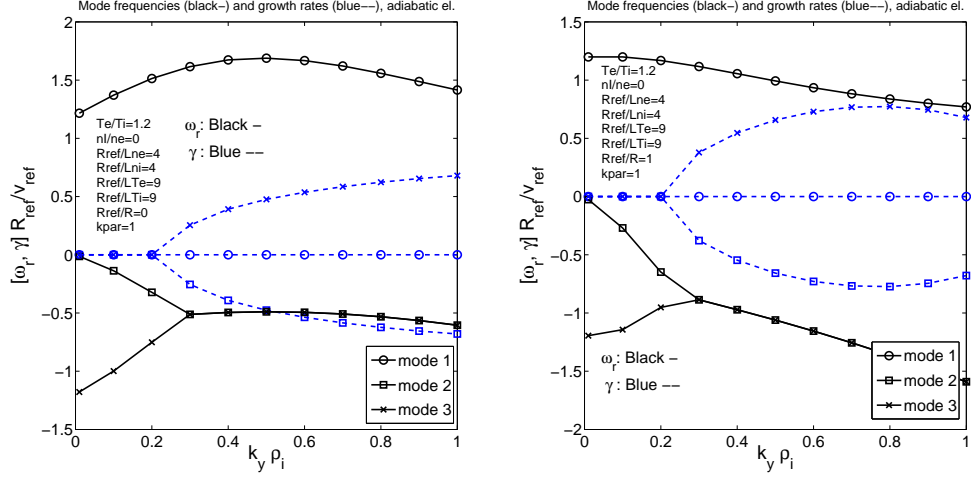 Mode frequencies (black-) and growth rates (blue--), adiabatic el.
2
1.5
1
0.5
0
-0.5
-1
-1.5
[ω_r, γ] R_ref/v_ref
Te/Ti=1.2
nI/ne=0
Rref/Lne=4
Rref/Lni=4
Rref/LTe=9
Rref/LTi=9
Rref/R=0
kpar=1
ω_r: Black -
γ : Blue --
mode 1
mode 2
mode 3
0 0.2 0.4 0.6 0.8 1
k_y ρ_i
Mode frequencies (black-) and growth rates (blue--), adiabatic el.
1.5
1
0.5
0
-0.5
-1
-1.5
-2
[ω_r, γ] R_ref/v_ref
Te/Ti=1.2
nI/ne=0
Rref/Lne=4
Rref/Lni=4
Rref/LTe=9
Rref/LTi=9
Rref/R=1
kpar=1
ω_r: Black -
γ : Blue --
mode 1
mode 2
mode 3
0 0.2 0.4 0.6 0.8 1
k_y ρ_i